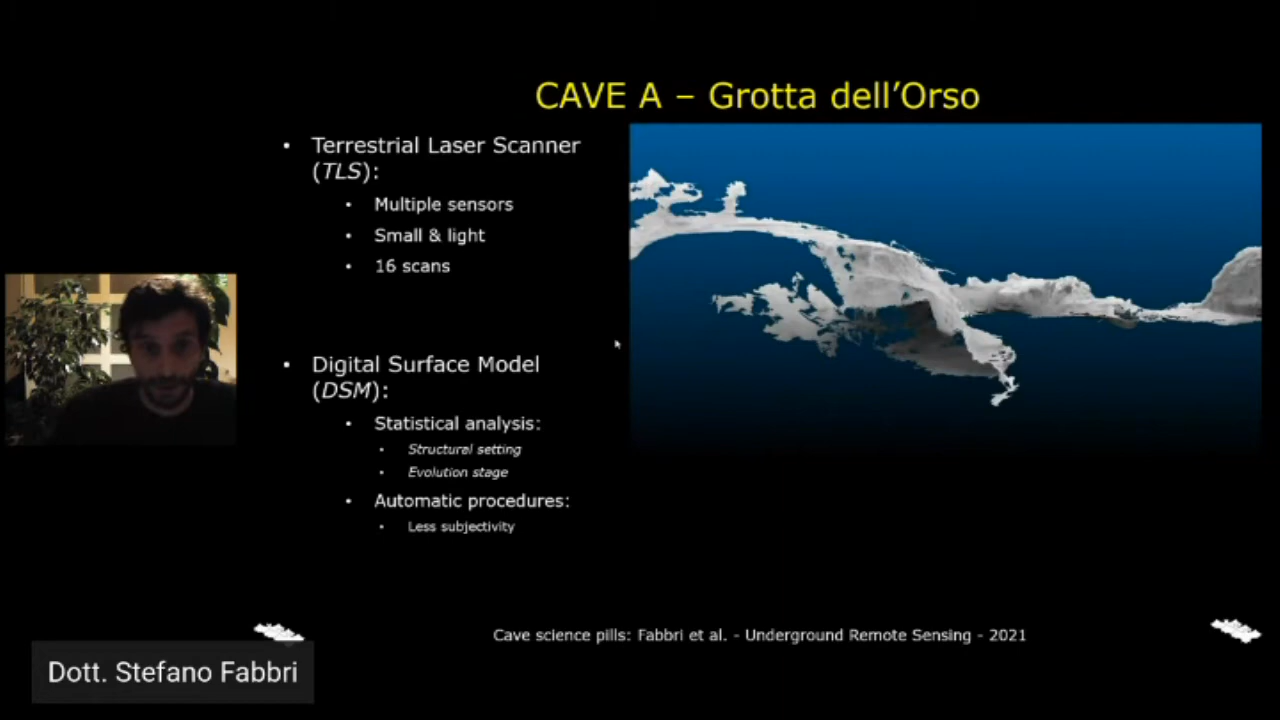 CAVE A – Grotta dell’Orso
• Terrestrial Laser Scanner
(TLS):
• Multiple sensors
• Small & light
• 16 scans
• Digital Surface Model
(DSM):
• Statistical analysis:
• Structural setting
• Evolution stage
• Automatic procedures:
• Less subjectivity
Cave science pills: Fabbri et al. - Underground Remote Sensing - 2021
Dott. Stefano Fabbri